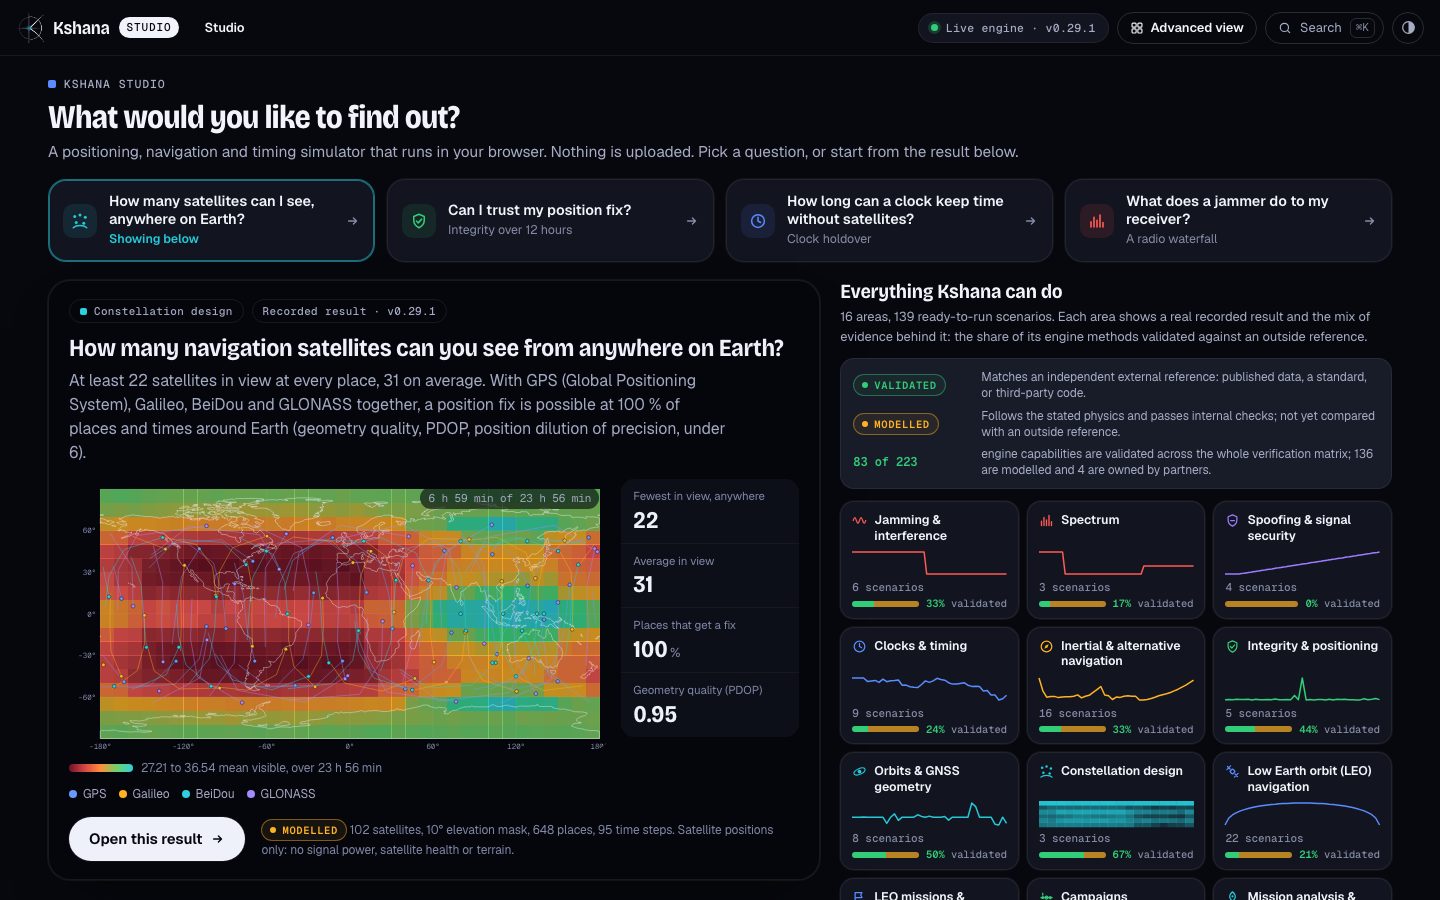 Kshana STUDIO Studio Live engine · v0.29.1 Advanced view Search ⌘K
KSHANA STUDIO
What would you like to find out?
A positioning, navigation and timing simulator that runs in your browser. Nothing is uploaded. Pick a question, or start from the result below.
How many satellites can I see,
anywhere on Earth?
Showing below
Can I trust my position fix?
Integrity over 12 hours
How long can a clock keep time
without satellites?
Clock holdover
What does a jammer do to my
receiver?
A radio waterfall
Constellation design
Recorded result · v0.29.1
How many navigation satellites can you see from anywhere on Earth?
At least 22 satellites in view at every place, 31 on average. With GPS (Global Positioning
System), Galileo, BeiDou and GLONASS together, a position fix is possible at 100 % of
places and times around Earth (geometry quality, PDOP, position dilution of precision, under
6).
6 h 59 min of 23 h 56 min
60°
30°
0°
-30°
-60°
-180° -120° -60° 0° 60° 120° 180°
Fewest in view, anywhere
22
Average in view
31
Places that get a fix
100 %
Geometry quality (PDOP)
0.95
27.21 to 36.54 mean visible, over 23 h 56 min
GPS Galileo BeiDou GLONASS
Open this result
MODELLED 102 satellites, 10° elevation mask, 648 places, 95 time steps. Satellite positions
only: no signal power, satellite health or terrain.
Everything Kshana can do
16 areas, 139 ready-to-run scenarios. Each area shows a real recorded result and the mix of
evidence behind it: the share of its engine methods validated against an outside reference.
VALIDATED
Matches an independent external reference: published data, a standard,
or third-party code.
MODELLED
Follows the stated physics and passes internal checks; not yet compared
with an outside reference.
83 of 223
engine capabilities are validated across the whole verification matrix; 136
are modelled and 4 are owned by partners.
Jamming &
interference
6 scenarios
33% validated
Spectrum
3 scenarios
17% validated
Spoofing & signal
security
4 scenarios
0% validated
Clocks & timing
9 scenarios
24% validated
Inertial & alternative
navigation
16 scenarios
33% validated
Integrity & positioning
5 scenarios
44% validated
Orbits & GNSS
geometry
8 scenarios
50% validated
Constellation design
3 scenarios
67% validated
Low Earth orbit (LEO)
navigation
22 scenarios
21% validated
LEO missions &
Campaigns
Mission analysis &